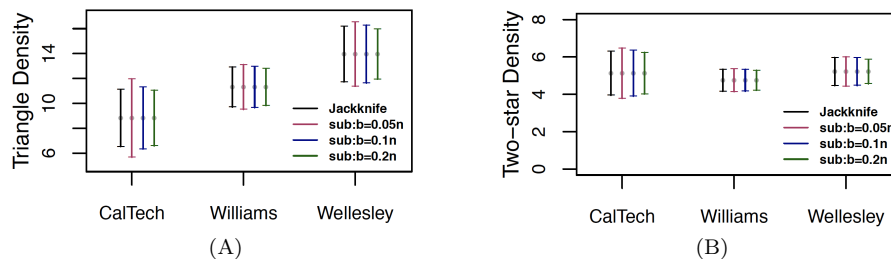 Triangle Density
6
10
14
Jackknife
sub:b=0.05n
sub:b=0.1n
sub:b=0.2n
CalTech Williams Wellesley
(A)
Two−star Density
0
2
4
6
8
Jackknife
sub:b=0.05n
sub:b=0.1n
sub:b=0.2n
CalTech Williams Wellesley
(B)